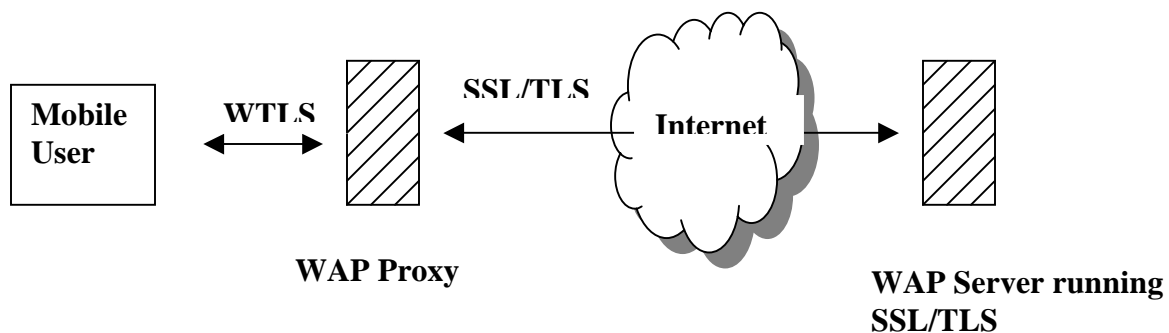 Mobile
User
WTLS
SSL/TLS
Internet
WAP Proxy
WAP Server running
SSL/TLS